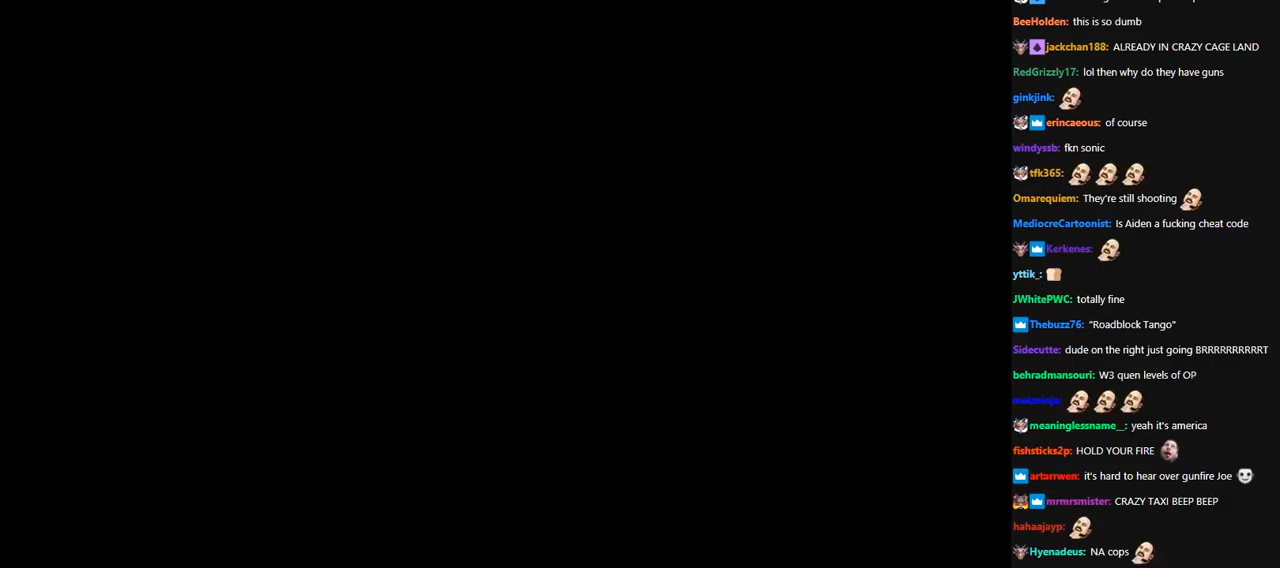 BeeHolden: this is so dumb
jackchan188: ALREADY IN CRAZY CAGE LAND
RedGrizzly17: lol then why do they have guns
ginkjink:
erincaeous: of course
windyssb: fkn sonic
tfk365:
Omarequiem: They're still shooting
MediocreCartoonist: Is Aiden a fucking cheat code
Kerkenes:
yttik_:
JWhitePWC: totally fine
Thebuzz76: "Roadblock Tango"
Sidecutte: dude on the right just going BRRRRRRRRRRT
behradmansouri: W3 quen levels of OP
mekminja:
meaninglessname__: yeah it's america
fishsticks2p: HOLD YOUR FIRE
artarrwen: it's hard to hear over gunfire Joe
mrmrsmister: CRAZY TAXI BEEP BEEP
hahaajayp:
Hyenadeus: NA cops